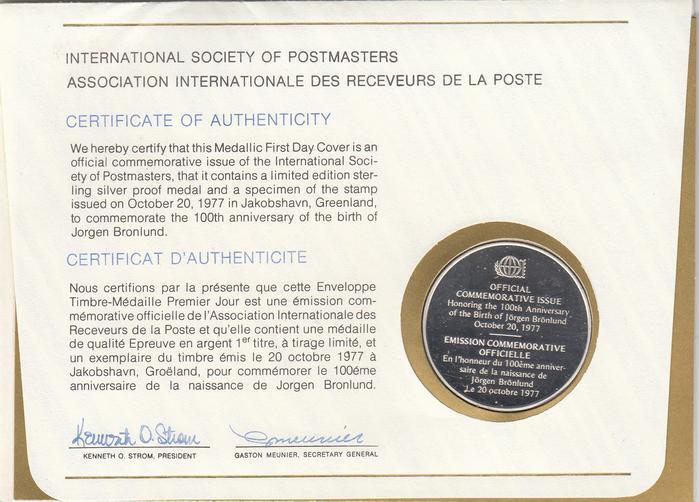 INTERNATIONAL SOCIETY OF POSTMASTERS
ASSOCIATION INTERNATIONALE DES RECEVEURS DE LA POSTE
CERTIFICATE OF AUTHENTICITY
We hereby certify that this Medallic First Day Cover is an
official commemorative issue of the International Soci-
ety of Postmasters, that it contains a limited edition ster-
ling silver proof medal and a specimen of the stamp
issued on October 20, 1977 in Jakobshavn, Greenland,
to commemorate the 100th anniversary of the birth of
Jorgen Bronlund.
CERTIFICAT D'AUTHENTICITE
Nous certifions par la présente que cette Enveloppe
Timbre-Médaille Premier Jour est une émission com-
mémorative officielle de l'Association Internationale des
Receveurs de la Poste et qu'elle contient une médaille
de qualité Epreuve en argent 1er titre, à tirage limité, et
un exemplaire du timbre émis le 20 octobre 1977 à
Jakobshavn, Groëland, pour commémorer le 100éme
anniversaire de la naissance de Jorgen Bronlund.
Kenneth O. Strom
G Meunier
KENNETH O. STROM, PRESIDENT
GASTON MEUNIER, SECRETARY GENERAL
OFFICIAL
COMMEMORATIVE ISSUE
Honoring the 100th Anniversary
of the Birth of Jörgen Brönlund
October 20, 1977
EMISSION COMMEMORATIVE
OFFICIELLE
En l'honneur du 100ème anniver-
saire de la naissance de
Jörgen Brönlund
Le 20 octobre 1977